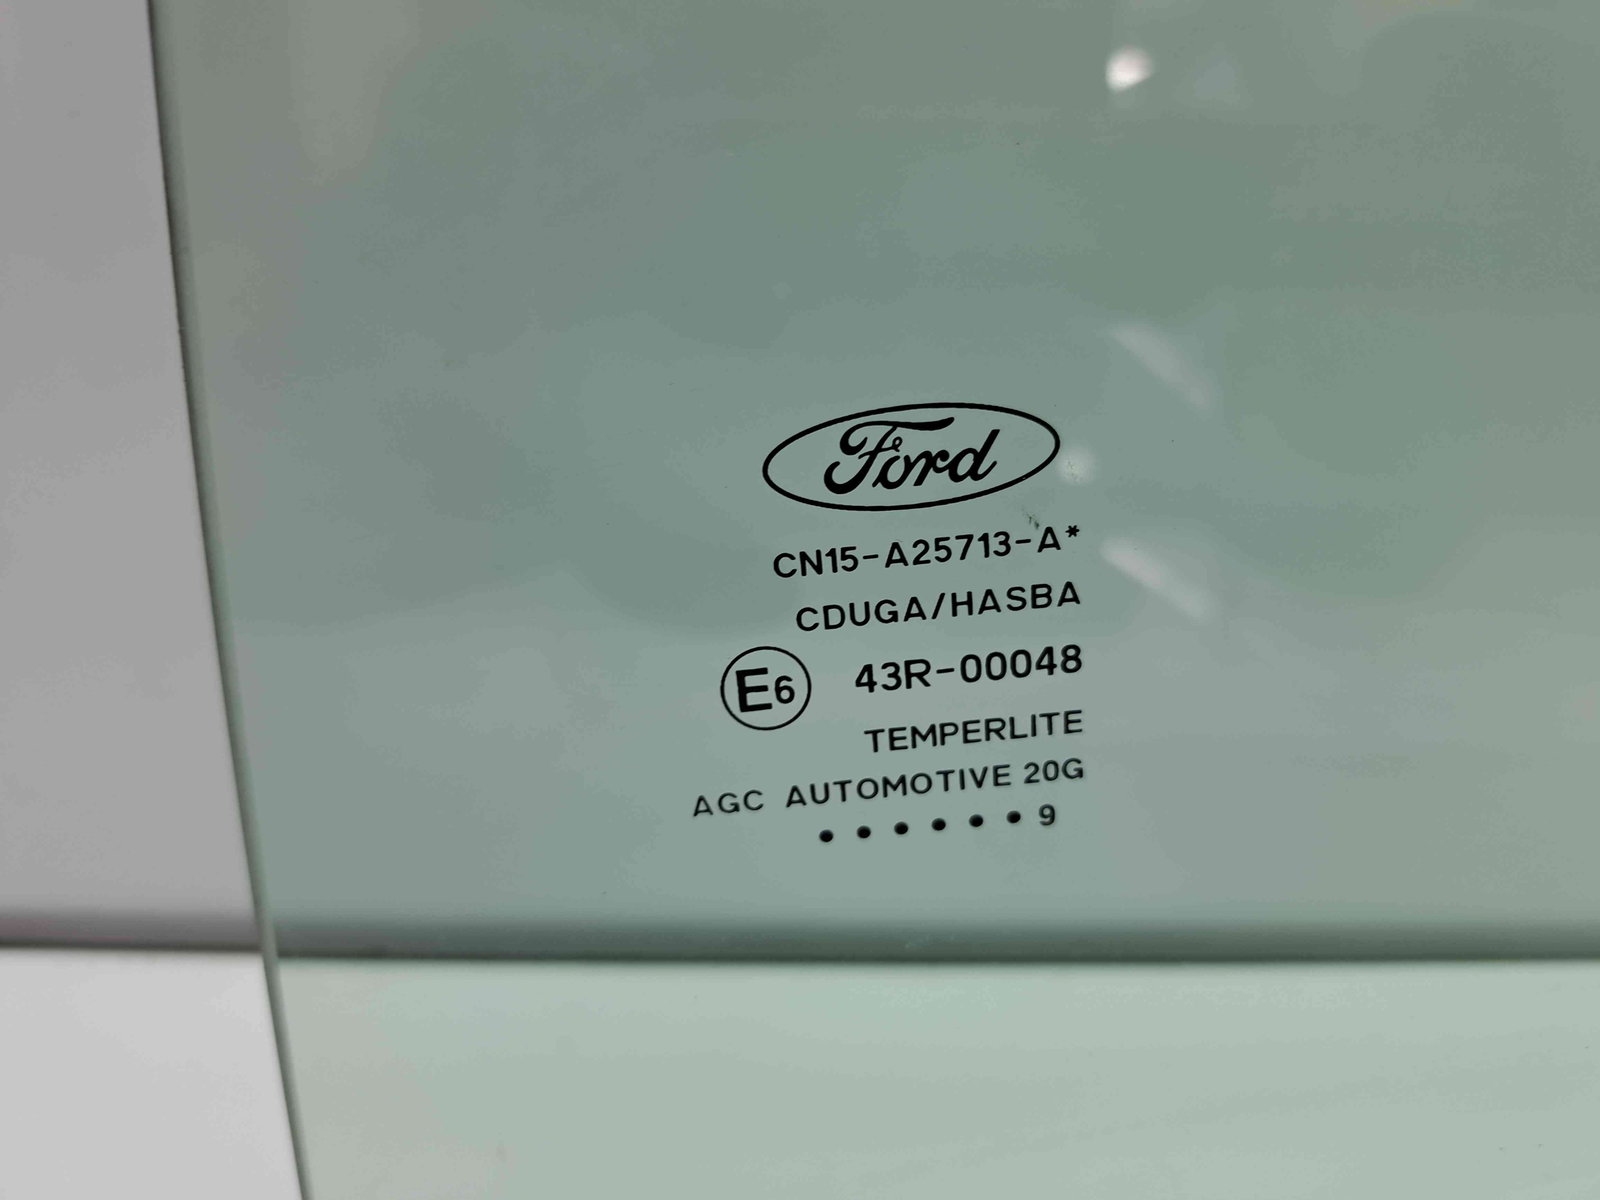 Ford
CN15-A25713-A*
CDUGA/HASBA
E6 43R-00048
TEMPERLITE
AGC AUTOMOTIVE 20G
••••••9